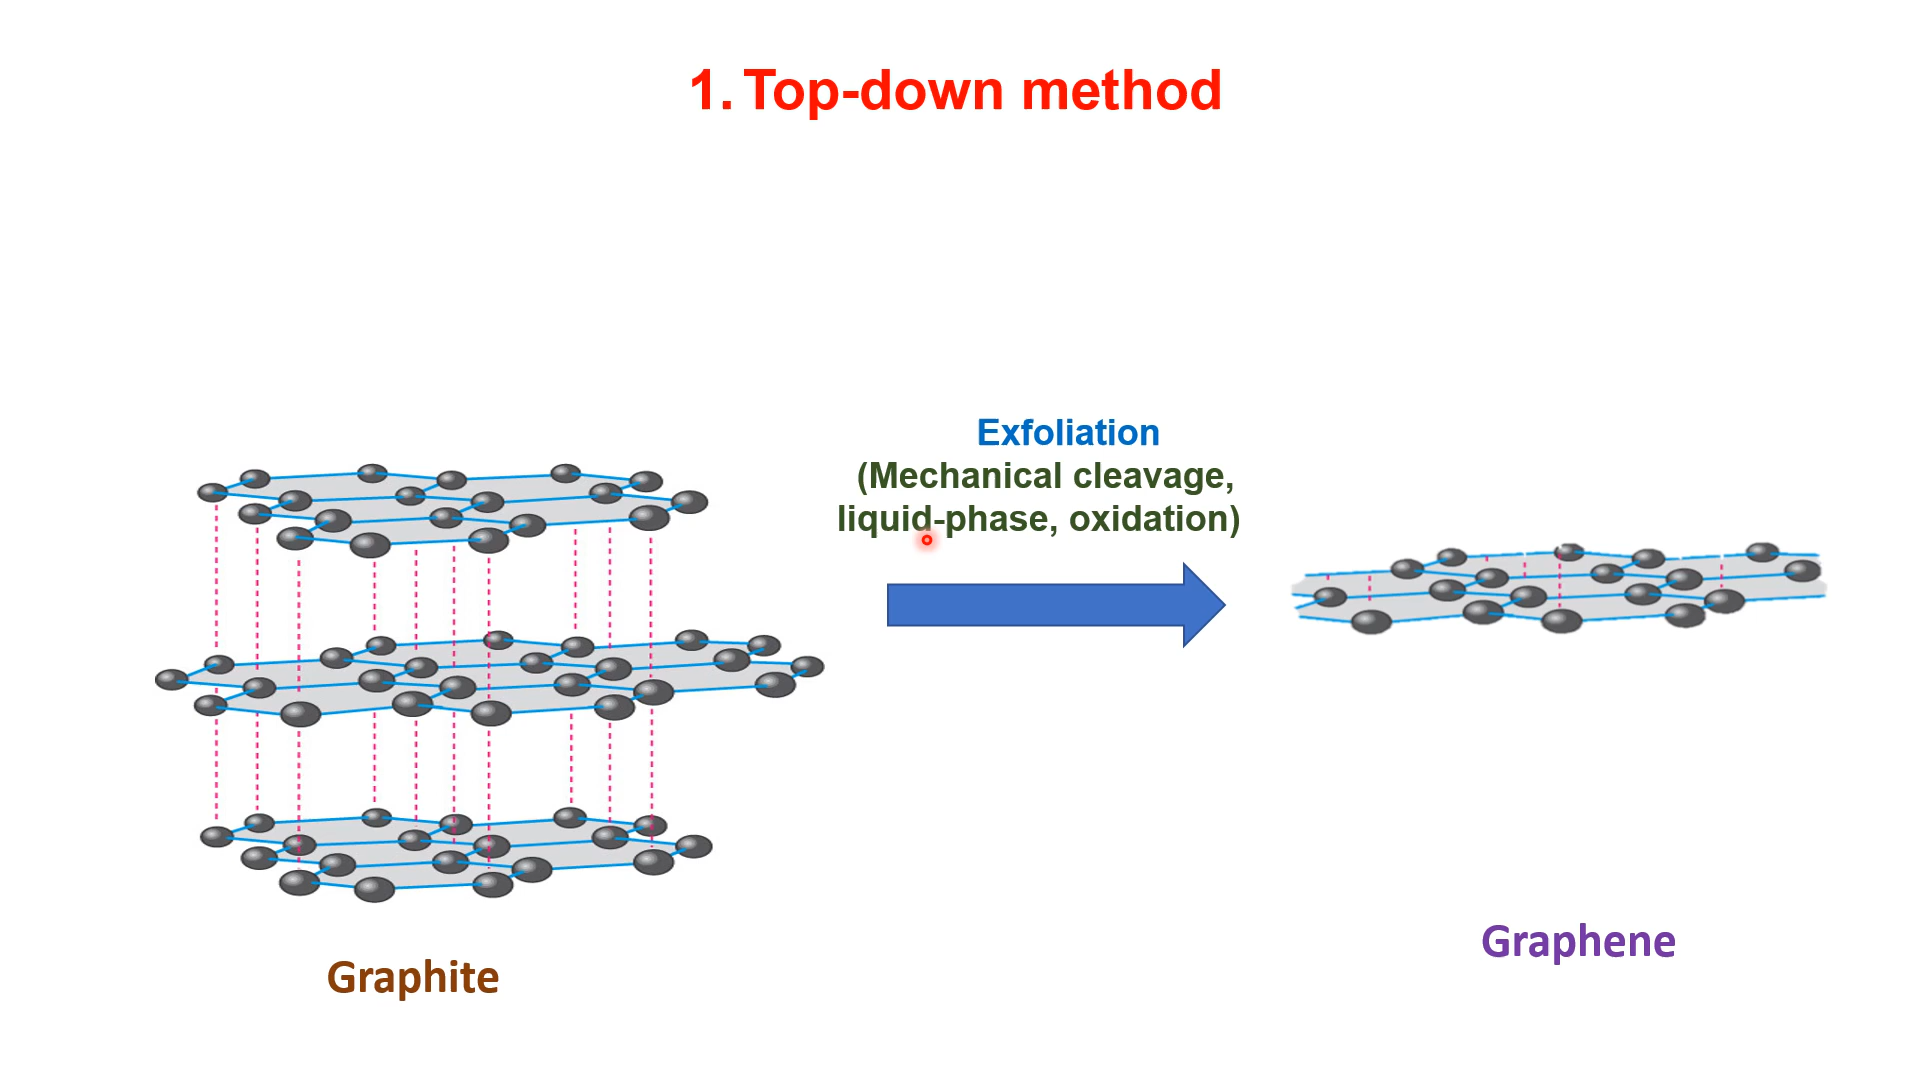 1. Top-down method
Exfoliation
(Mechanical cleavage,
liquid-phase, oxidation)
Graphene
Graphite